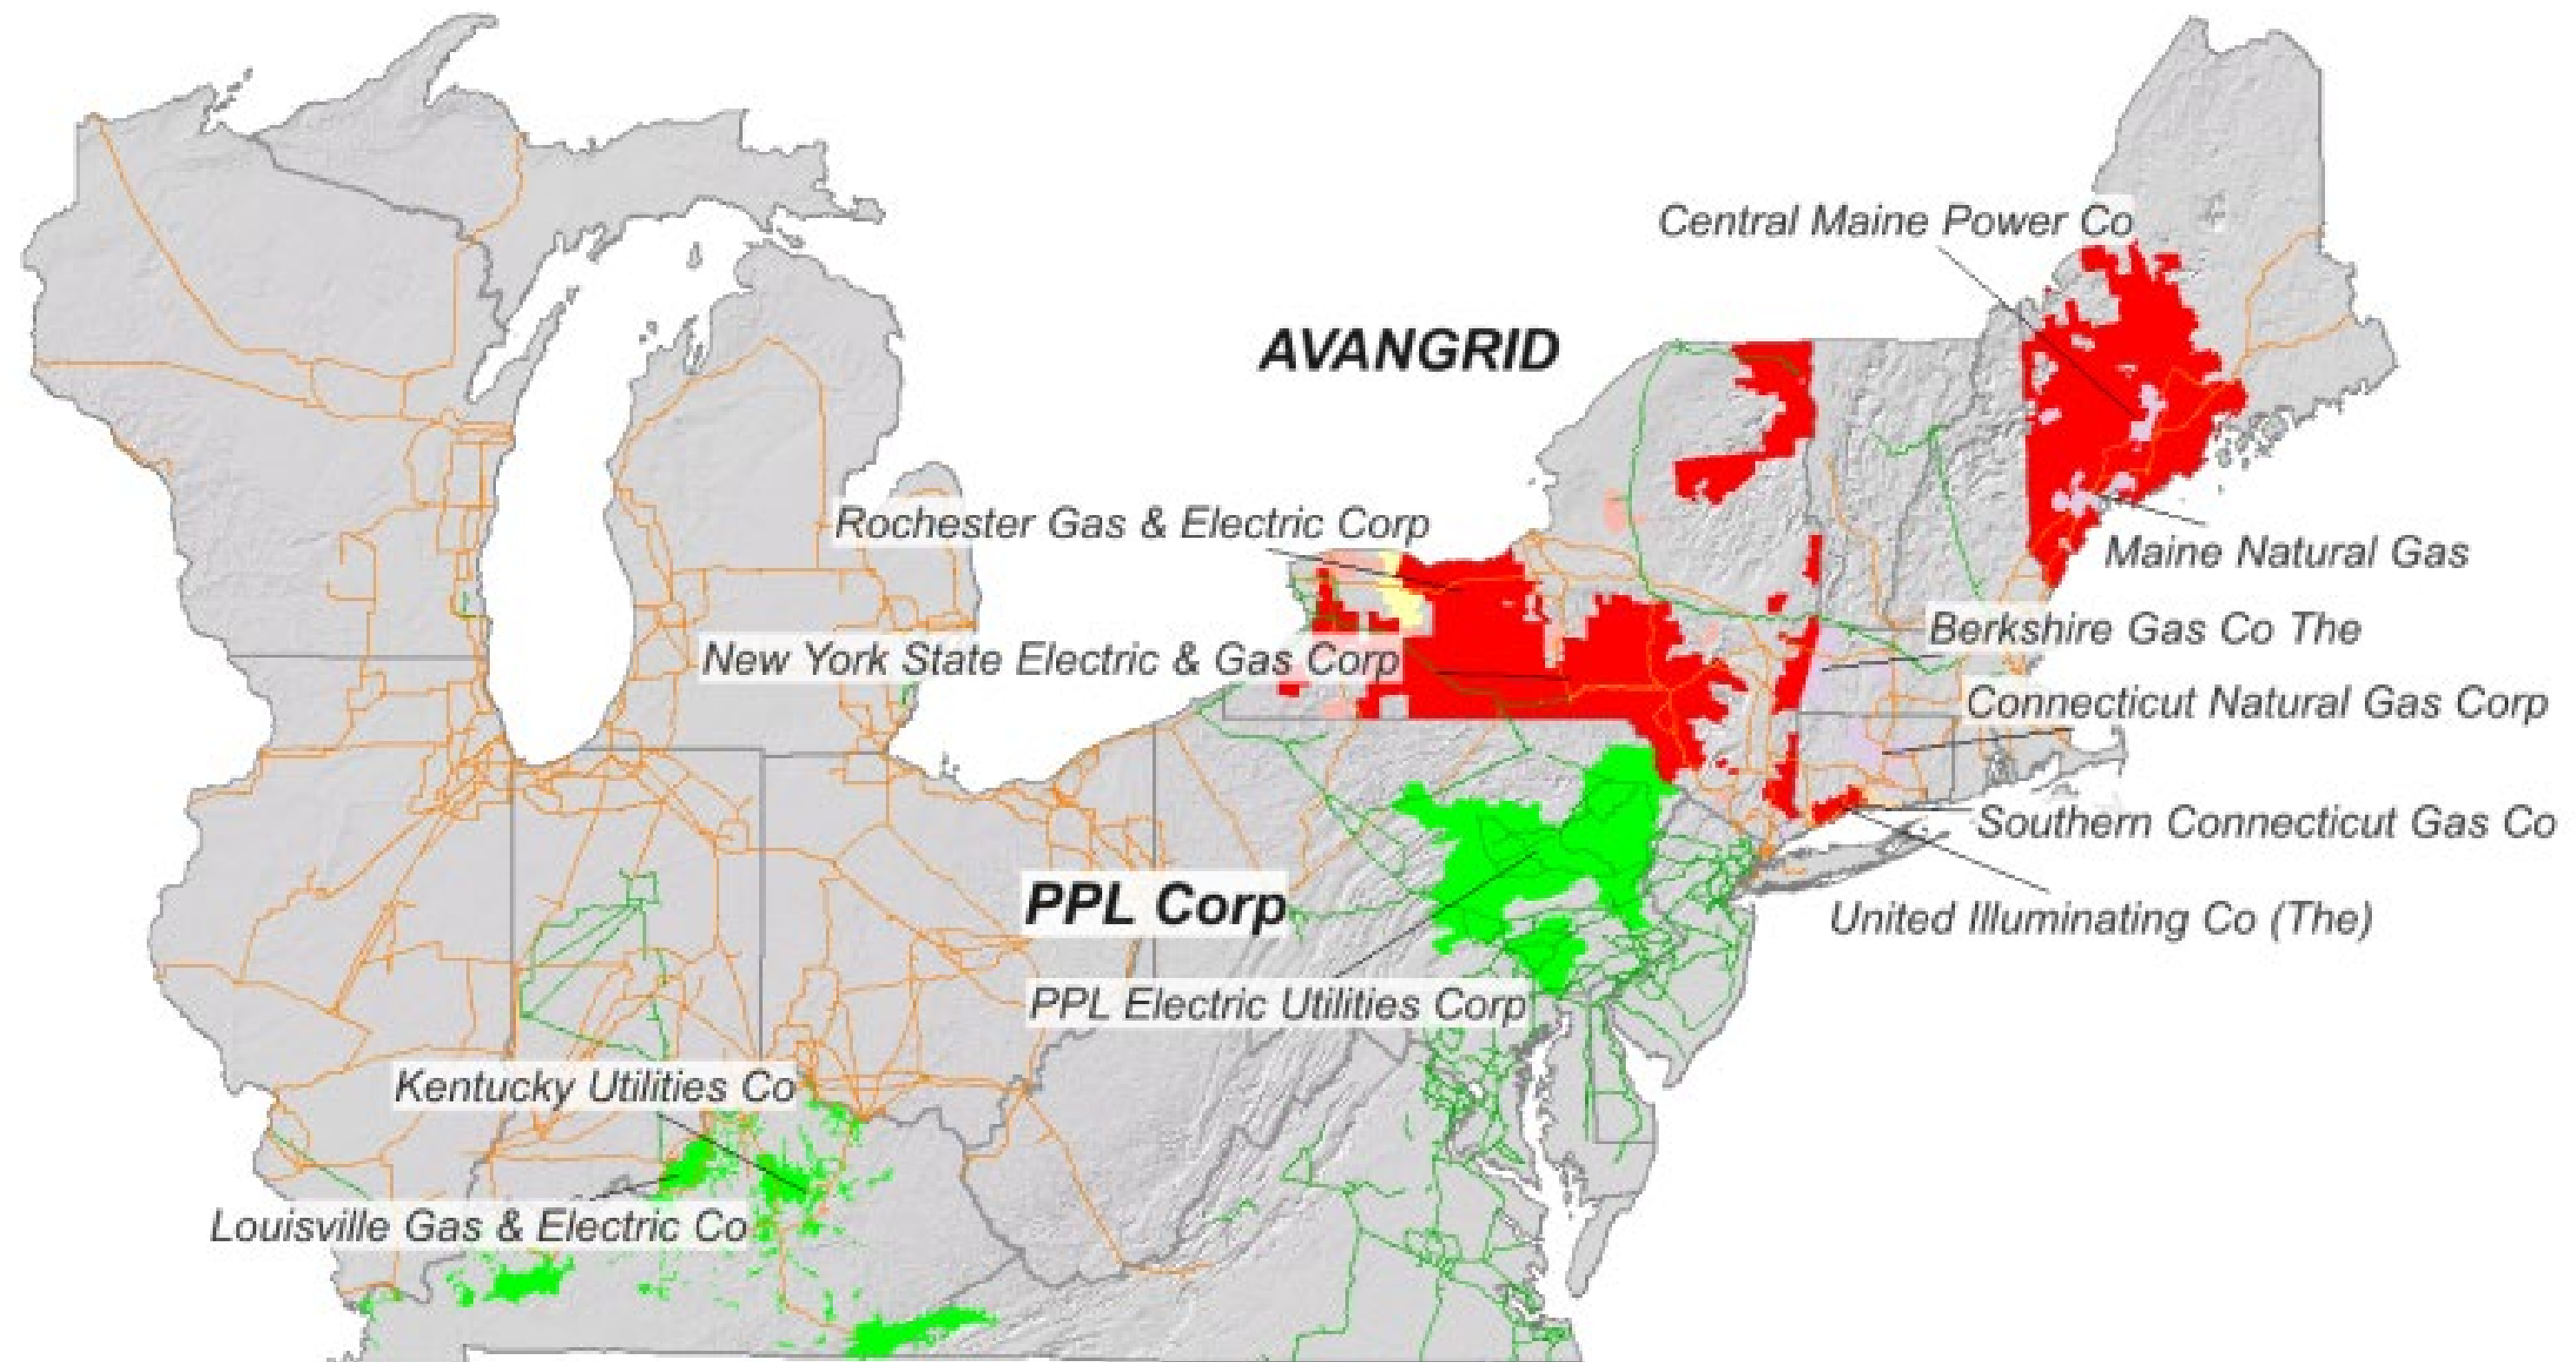 Central Maine Power Co
AVANGRID
Rochester Gas & Electric Corp
Maine Natural Gas
Berkshire Gas Co The
New York State Electric & Gas Corp
Connecticut Natural Gas Corp
Southern Connecticut Gas Co
PPL Corp
United Illuminating Co (The)
PPL Electric Utilities Corp
Kentucky Utilities Co
Louisville Gas & Electric Co